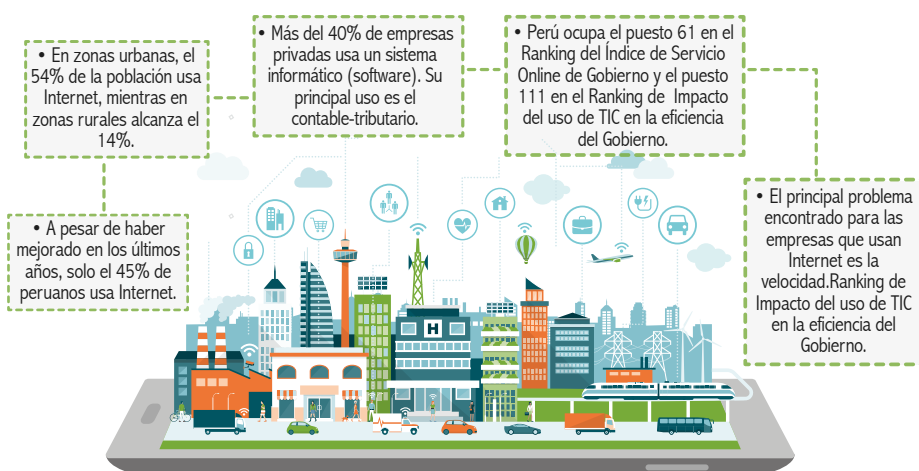 • A pesar de haber
mejorado en los últimos
años, solo el 45% de
peruanos usa Internet.
• En zonas urbanas, el
54% de la población usa
Internet, mientras en
zonas rurales alcanza el
14%.
• Más del 40% de empresas
privadas usa un sistema
informático (software). Su
principal uso es el
contable-tributario.
• Perú ocupa el puesto 61 en el
Ranking del Índice de Servicio
Online de Gobierno y el puesto
111 en el Ranking de Impacto
del uso de TIC en la eficiencia
del Gobierno.
• El principal problema
encontrado para las
empresas que usan
Internet es la
velocidad.Ranking de
Impacto del uso de TIC
en la eficiencia del
Gobierno.
H